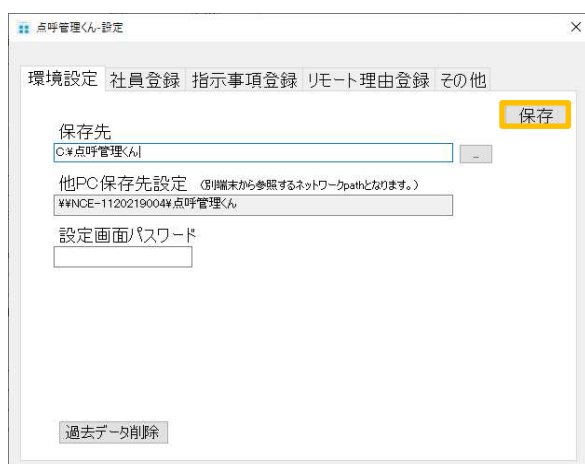 点呼管理くん-設定
環境設定 社員登録 指示事項登録 リモート理由登録 その他
保存
保存先
C:¥点呼管理くん
...
他PC保存先設定 (別端末から参照するネットワークpathとなります。)
¥¥NCE-1120219004¥点呼管理くん
設定画面パスワード
過去データ削除